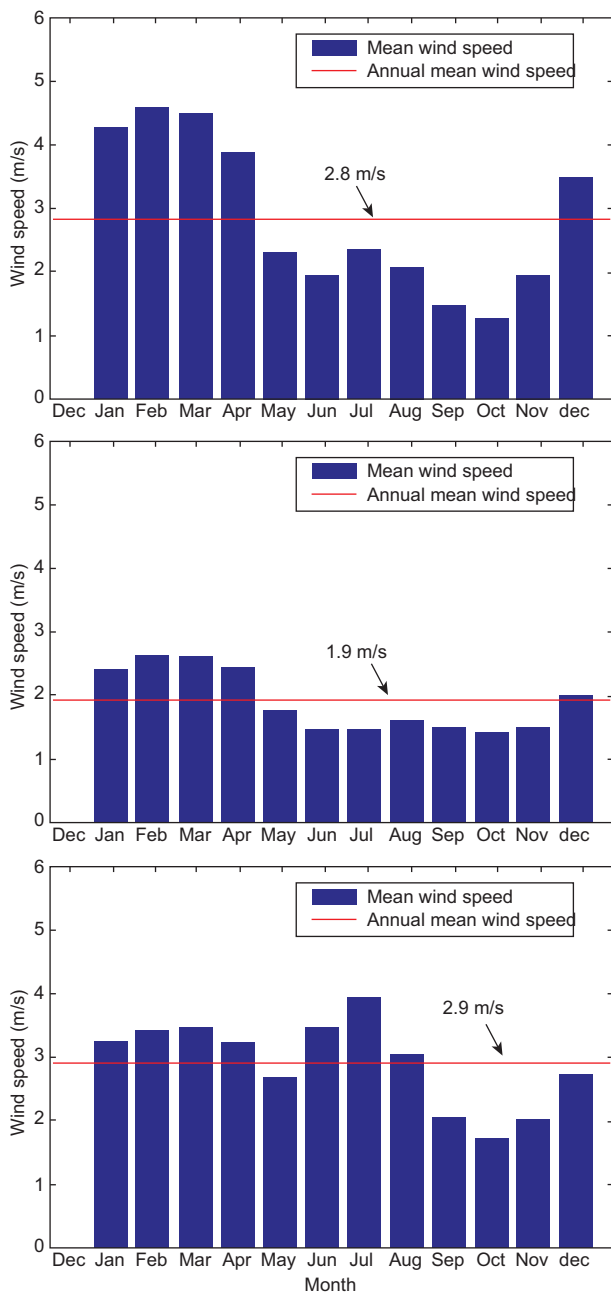 6
Mean wind speed
Annual mean wind speed
5
4
2.8 m/s
3
2
1
0
Wind speed (m/s)
Dec Jan Feb Mar Apr May Jun Jul Aug Sep Oct Nov dec
6
Mean wind speed
Annual mean wind speed
5
4
3
1.9 m/s
2
1
0
Wind speed (m/s)
Dec Jan Feb Mar Apr May Jun Jul Aug Sep Oct Nov dec
6
Mean wind speed
Annual mean wind speed
5
4
2.9 m/s
3
2
1
0
Wind speed (m/s)
Dec Jan Feb Mar Apr May Jun Jul Aug Sep Oct Nov dec
Month